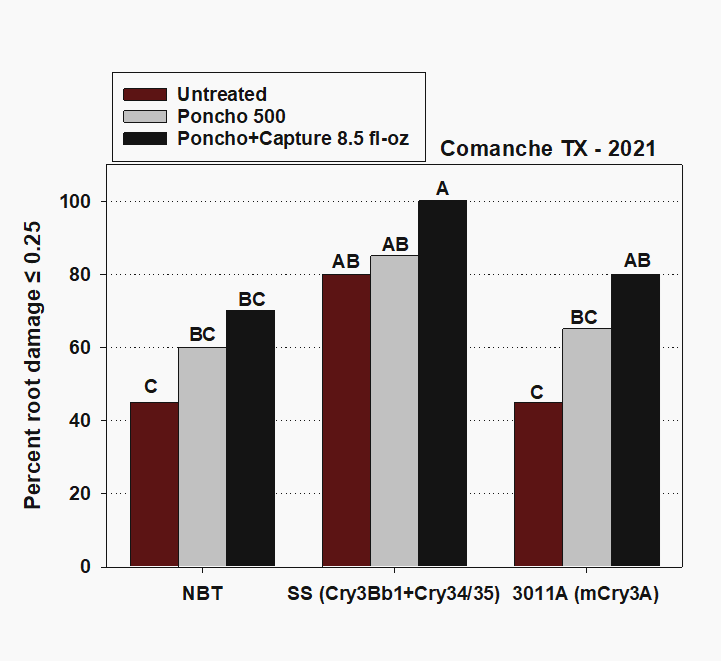 Untreated
Poncho 500
Poncho+Capture 8.5 fl-oz
Comanche TX - 2021
Percent root damage ≤ 0.25
100
80
60
40
20
0
C
BC
BC
AB
AB
A
C
BC
AB
NBT
SS (Cry3Bb1+Cry34/35)
3011A (mCry3A)